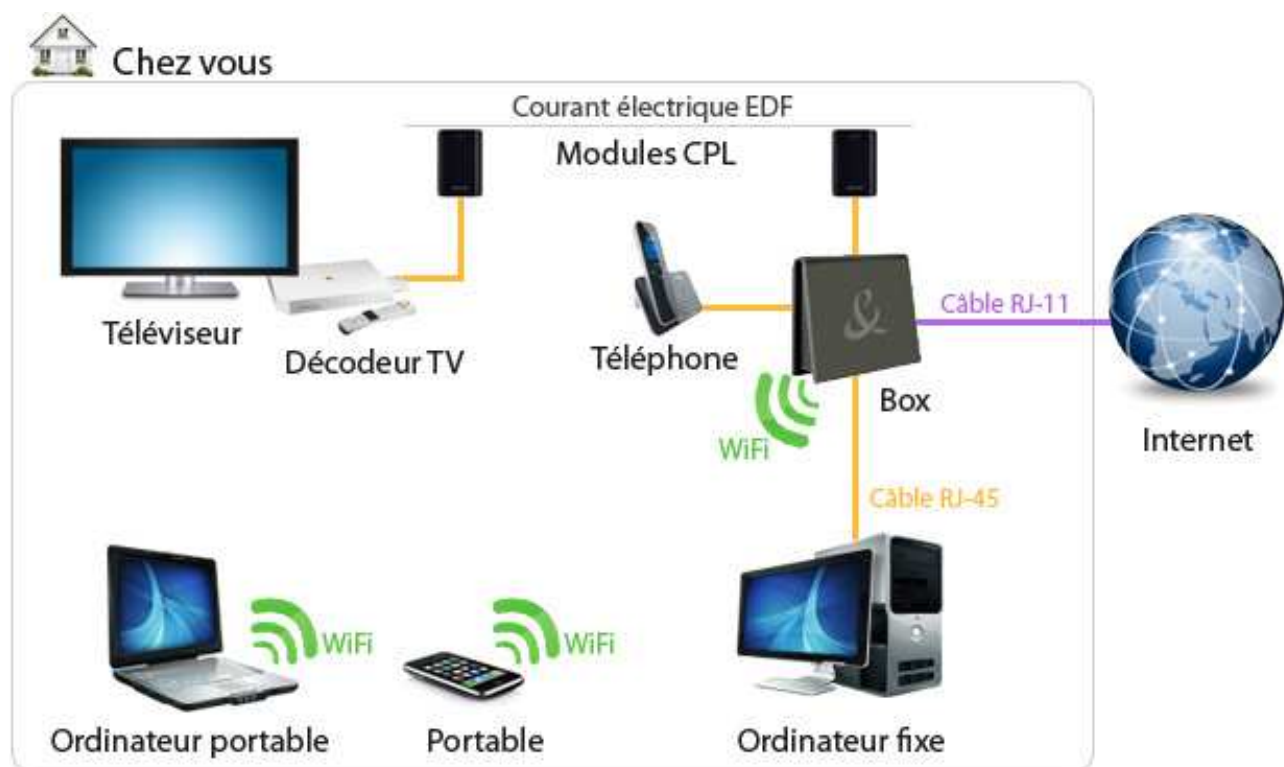 Chez vous
Courant électrique EDF
Modules CPL
Téléviseur
Décodeur TV
Téléphone
&
Box
Câble RJ-11
Internet
WiFi
Câble RJ-45
WiFi
WiFi
Ordinateur portable
Portable
Ordinateur fixe